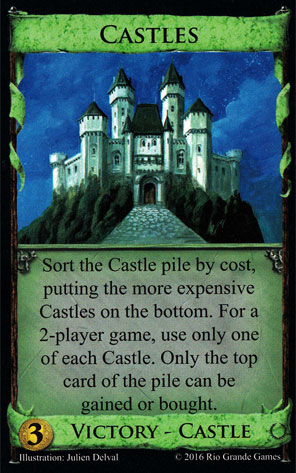 CASTLES
Sort the Castle pile by cost,
putting the more expensive
Castles on the bottom. For a
2-player game, use only one
of each Castle. Only the top
card of the pile can be
gained or bought.
3 VICTORY - CASTLE
Illustration: Julien Delval © 2016 Rio Grande Games